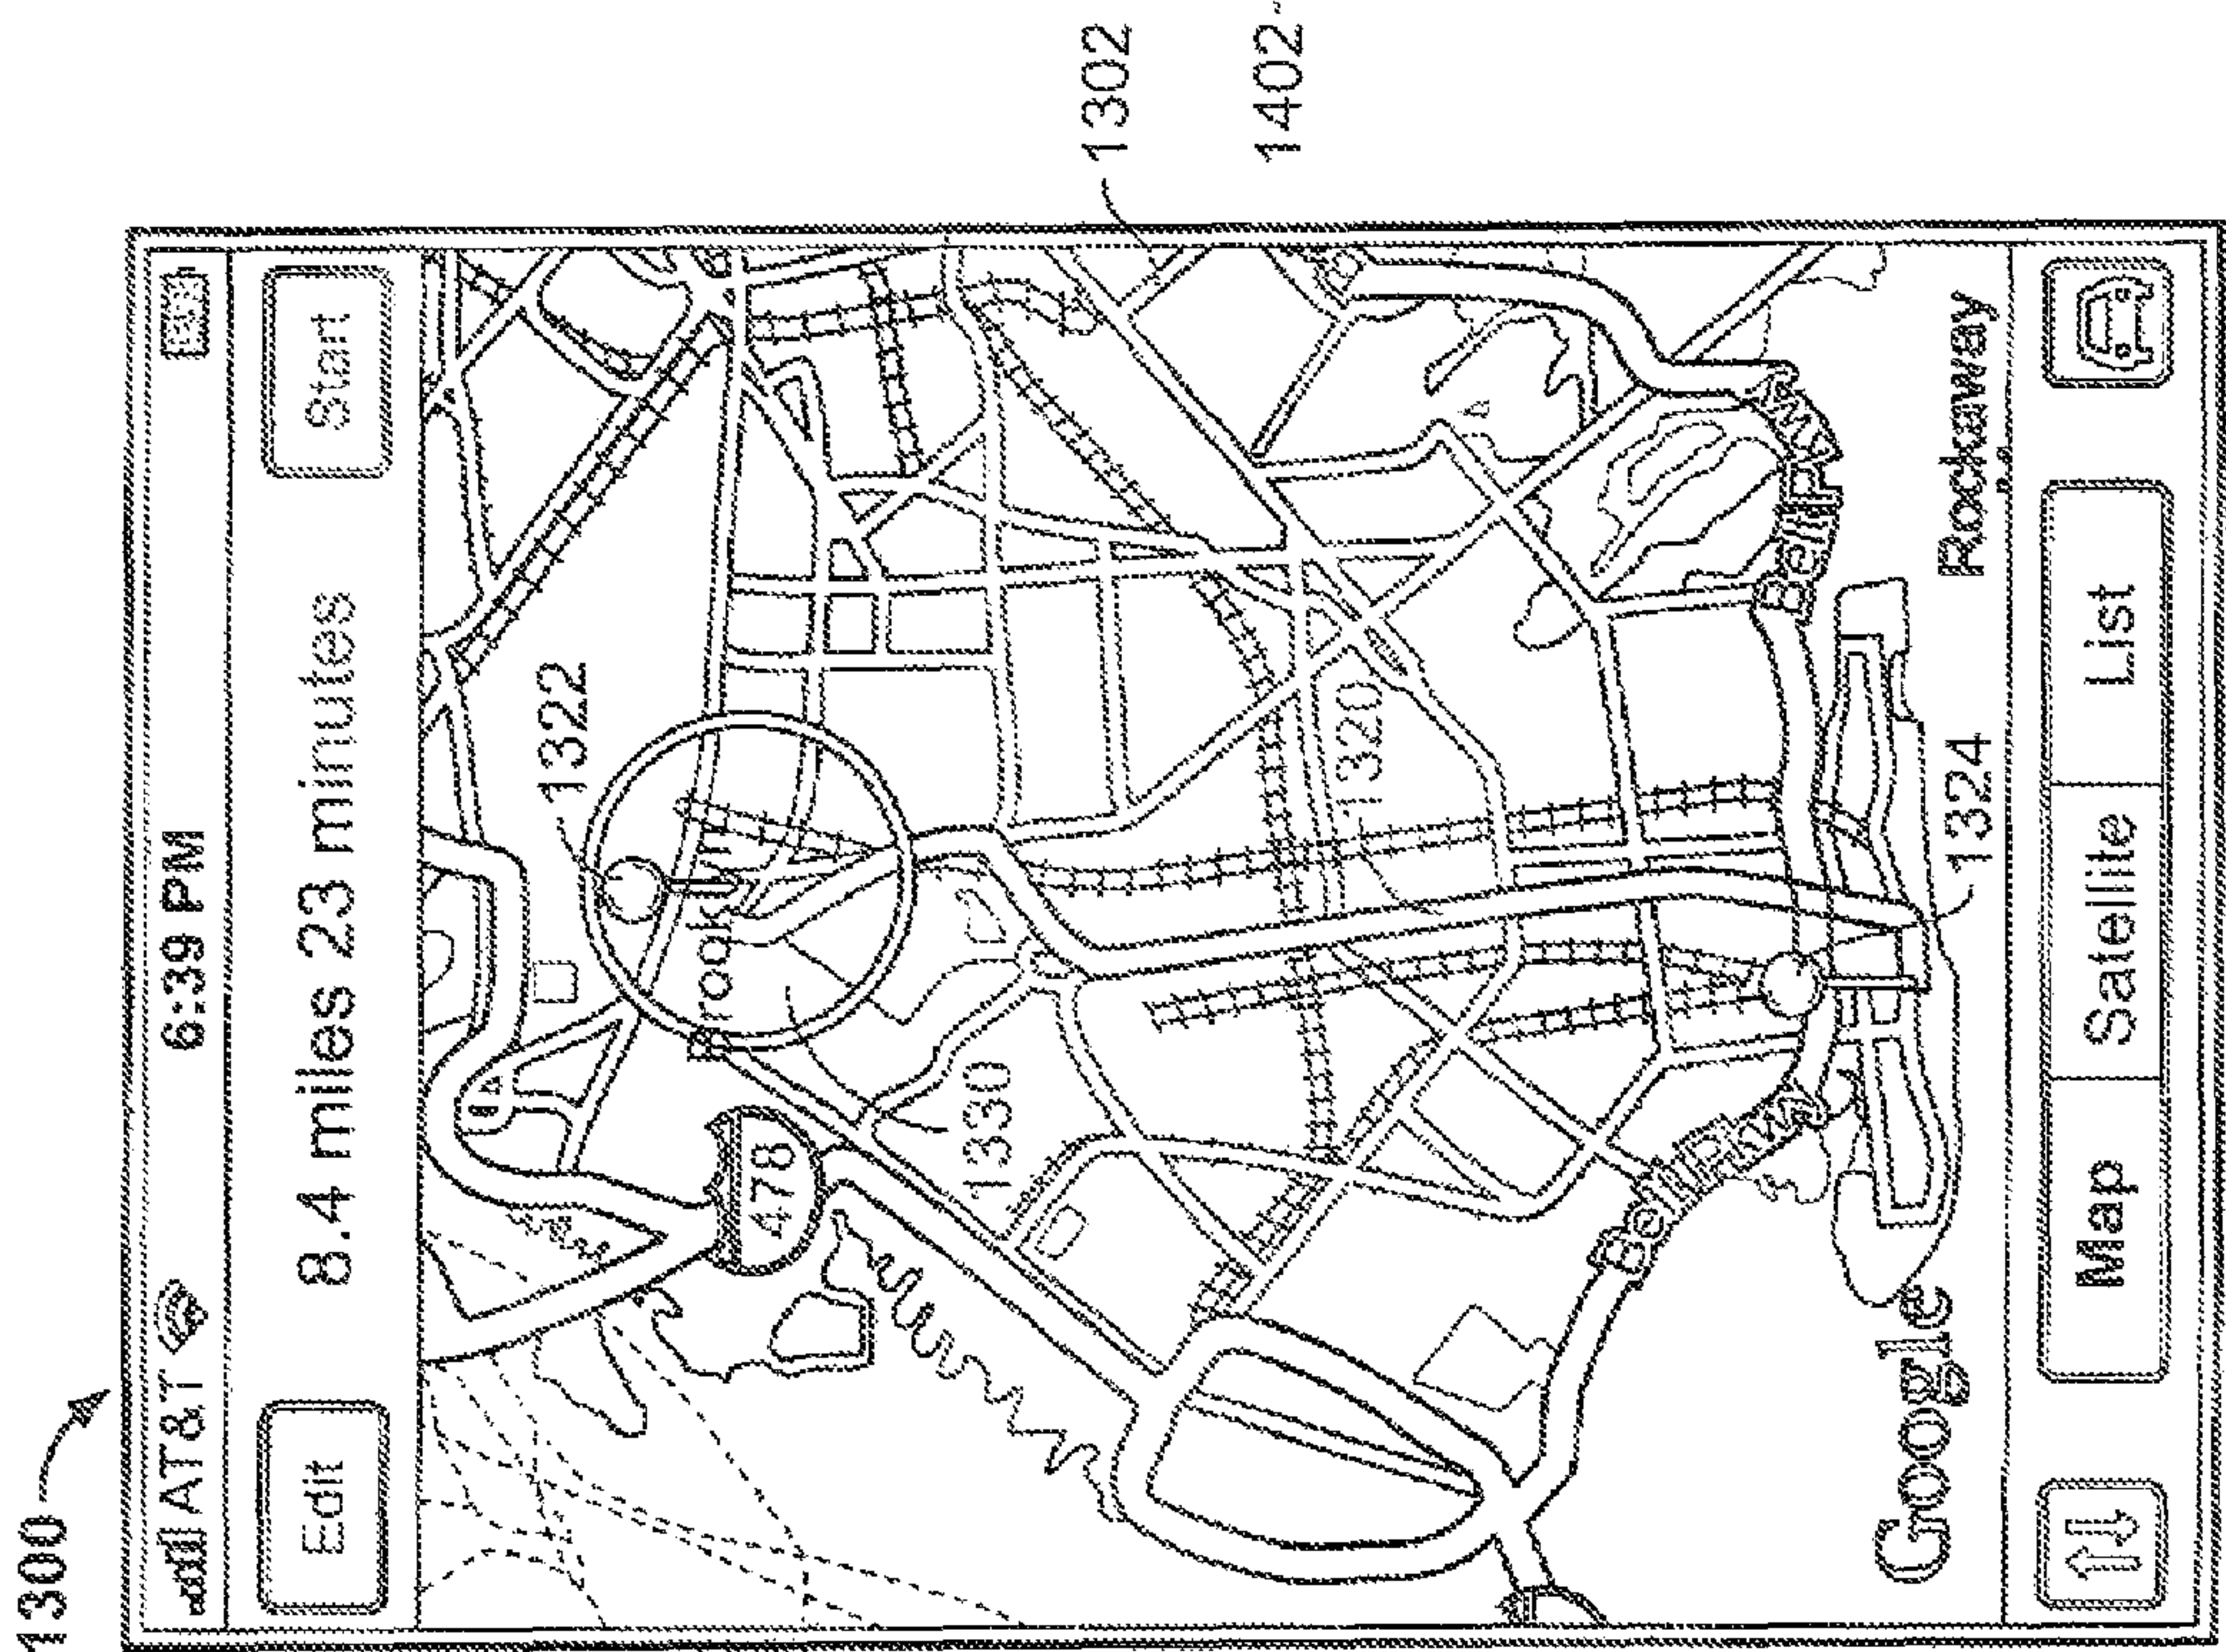 1300
AT&T 6:39 PM
Edit 8.4 miles 23 minutes Start
1322
Brooklyn
478
1330
1302
1402
1320
Belt Pkwy
Belt Pkwy
1324
Google
Rockaway
Map Satellite List